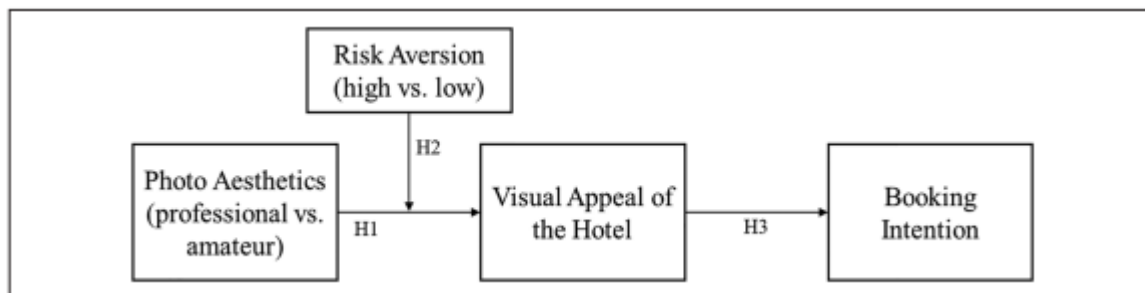 Risk Aversion
(high vs. low)
H2
Photo Aesthetics
(professional vs.
amateur)
H1
Visual Appeal of
the Hotel
H3
Booking
Intention